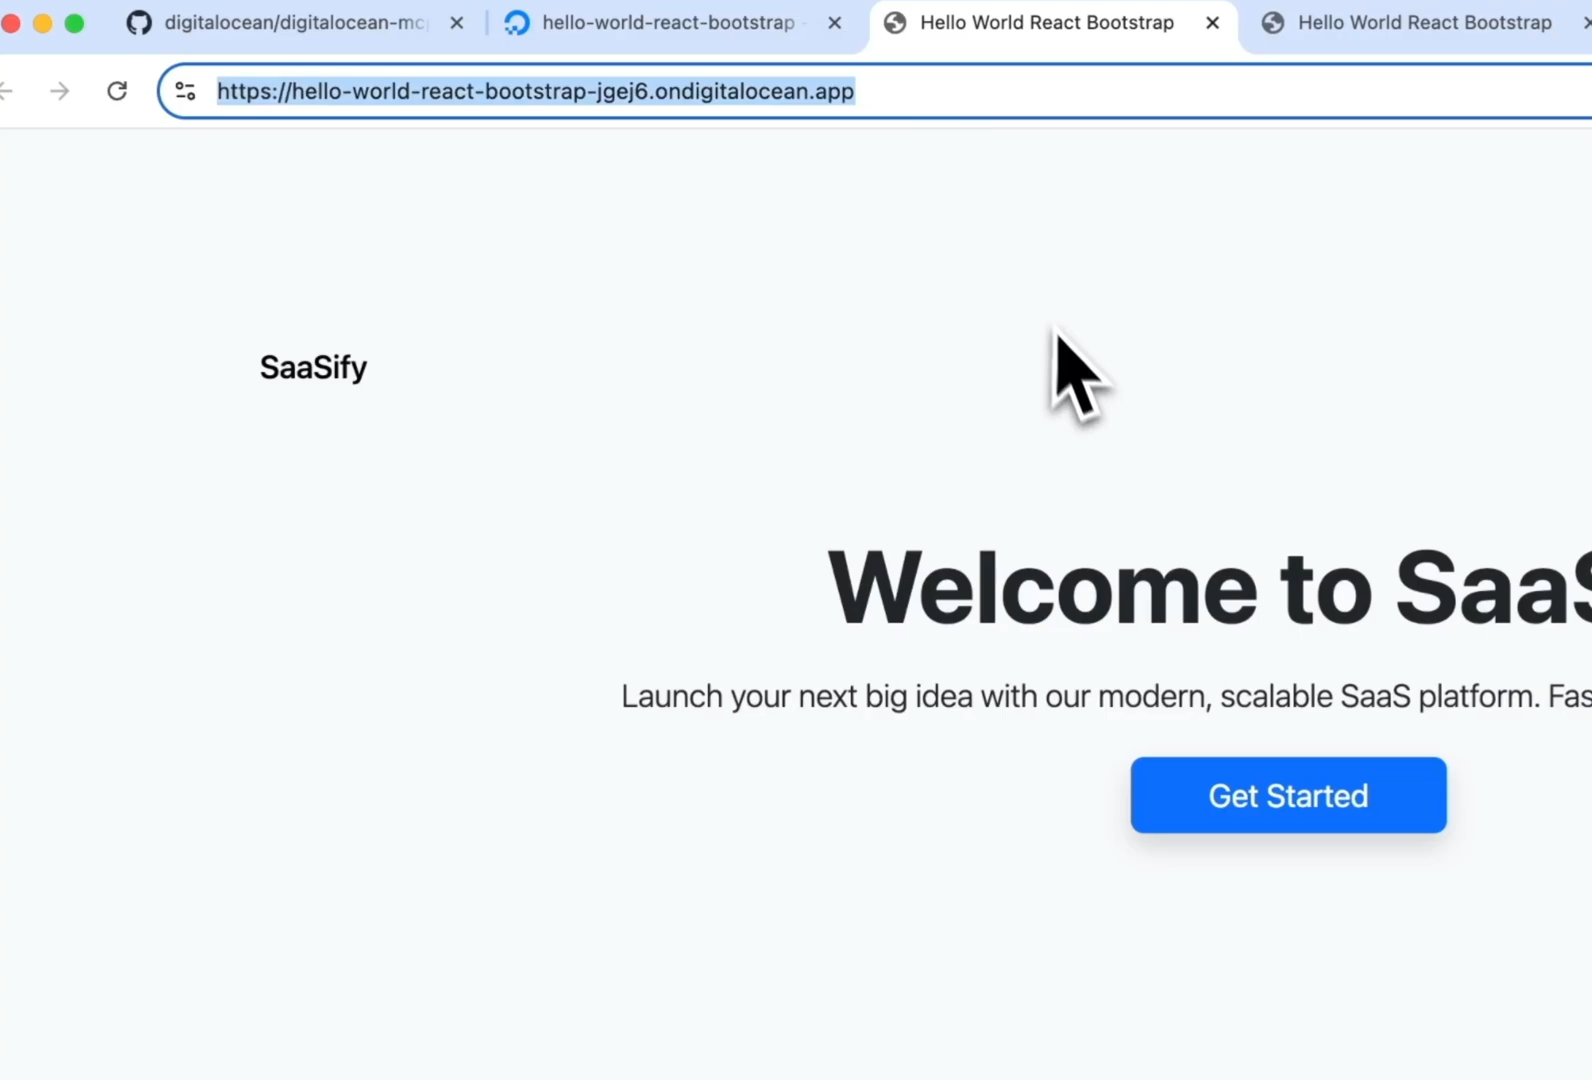 digitalocean/digitalocean-mcp
hello-world-react-bootstrap -
Hello World React Bootstrap
Hello World React Bootstrap
https://hello-world-react-bootstrap-jgej6.ondigitalocean.app
SaaSify
Welcome to SaaS
Launch your next big idea with our modern, scalable SaaS platform. Fas
Get Started